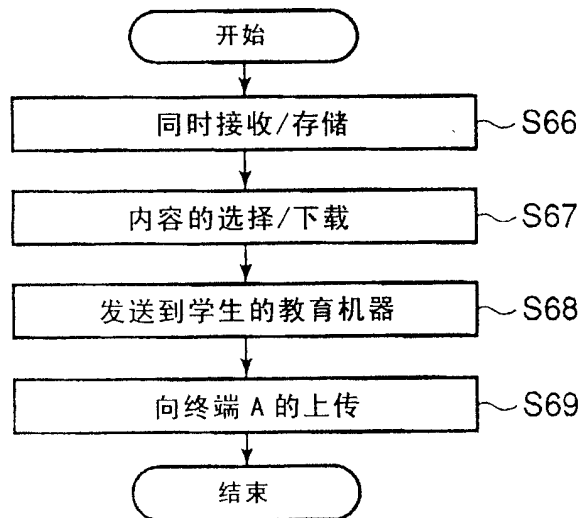 开始
同时接收/存储 S66
内容的选择/下载 S67
发送到学生的教育机器 S68
向终端 A 的上传 S69
结束